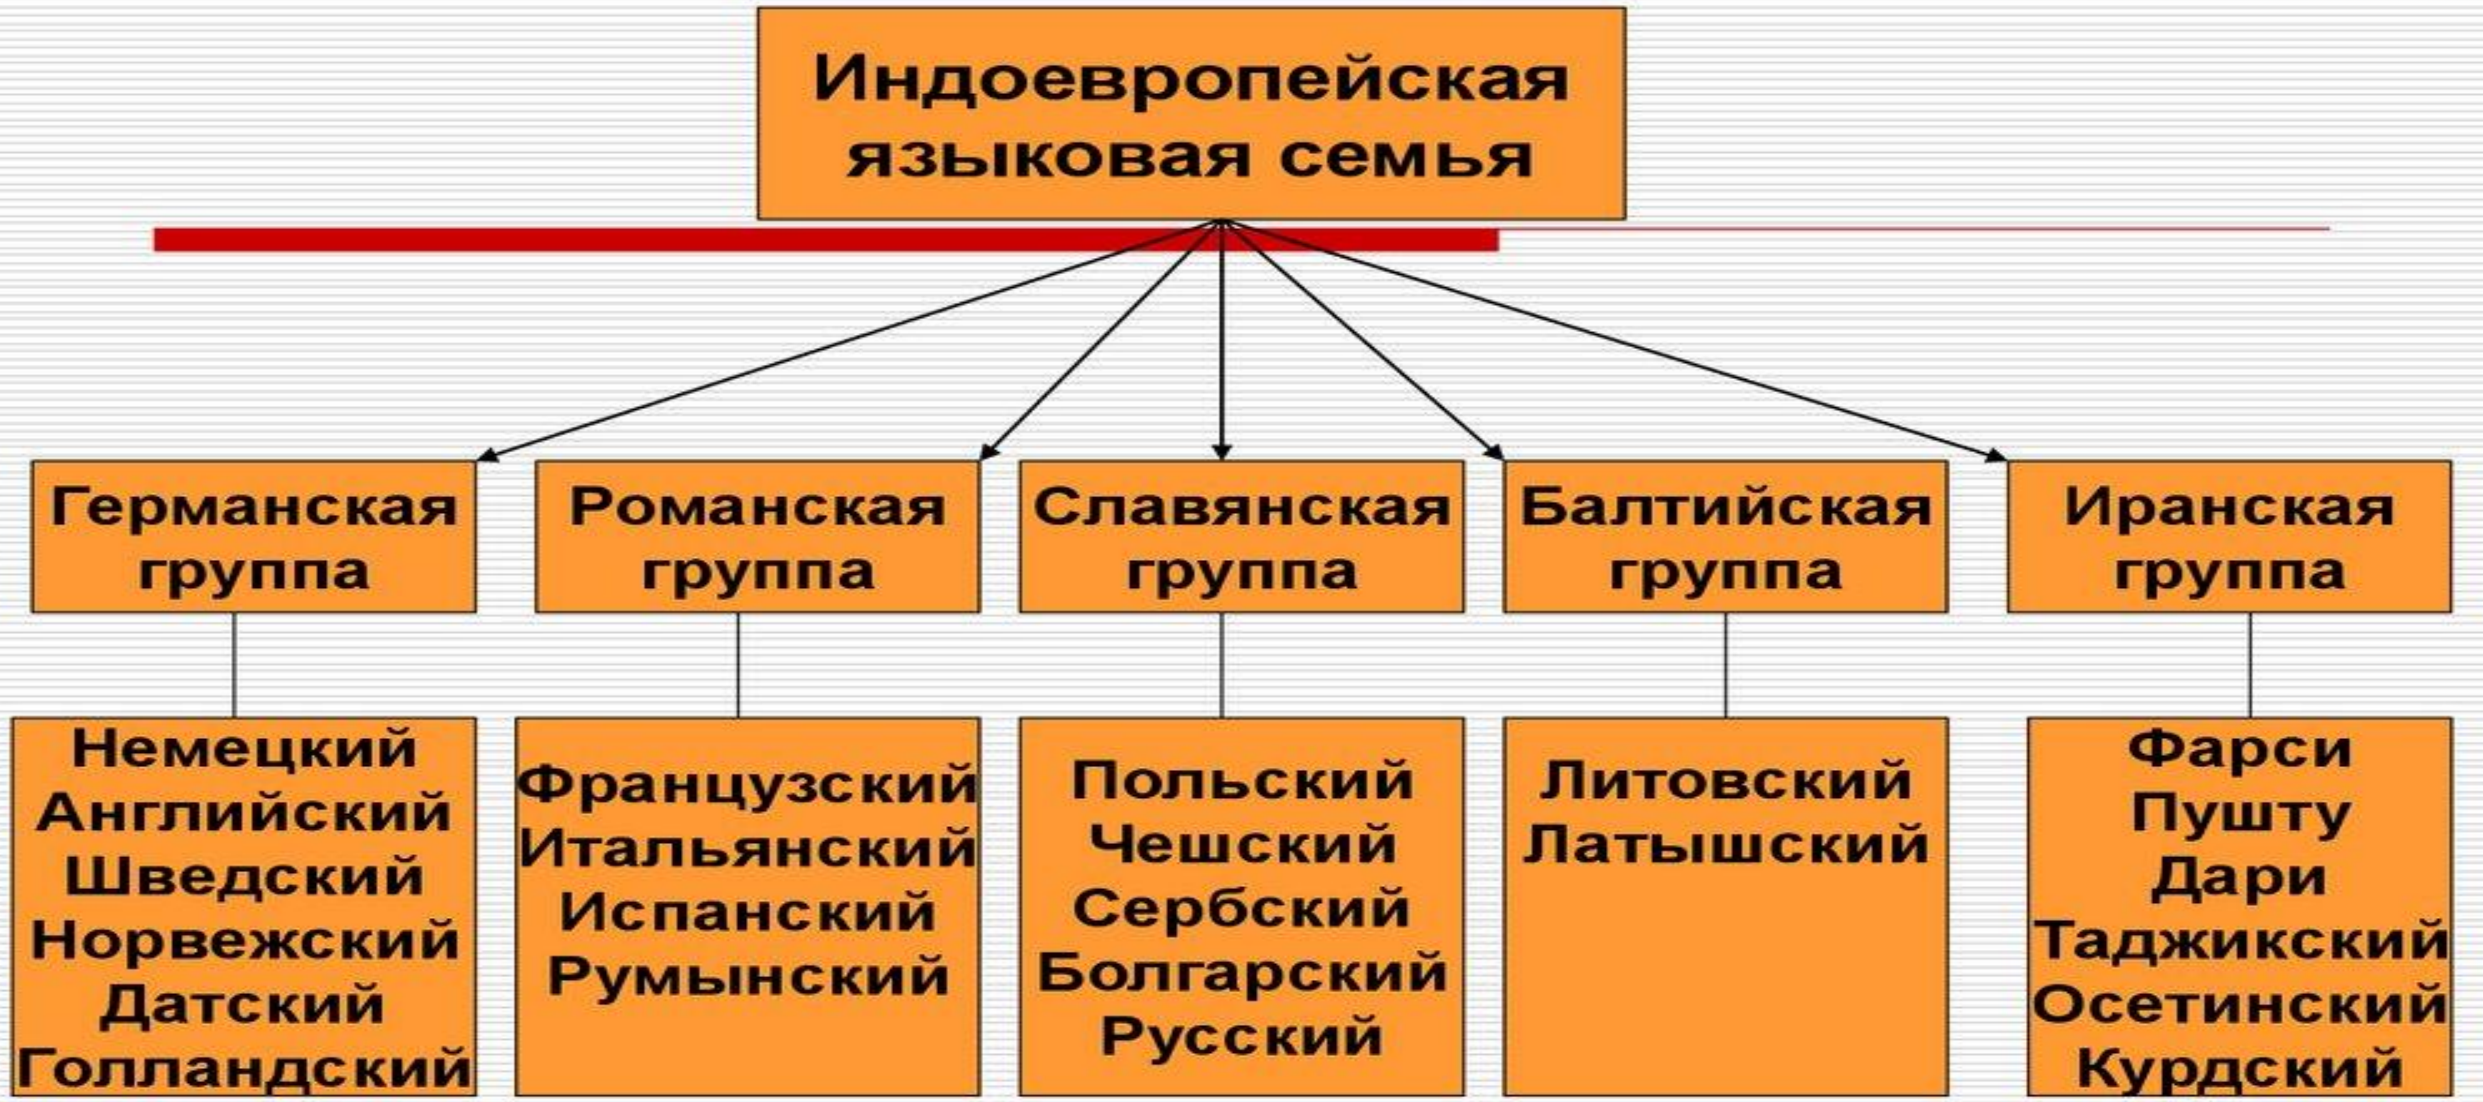 Индоевропейская
языковая семья
Германская
группа
Романская
группа
Славянская
группа
Балтийская
группа
Иранская
группа
Немецкий
Английский
Шведский
Норвежский
Датский
Голландский
Французский
Итальянский
Испанский
Румынский
Польский
Чешский
Сербский
Болгарский
Русский
Литовский
Латышский
Фарси
Пушту
Дари
Таджикский
Осетинский
Курдский